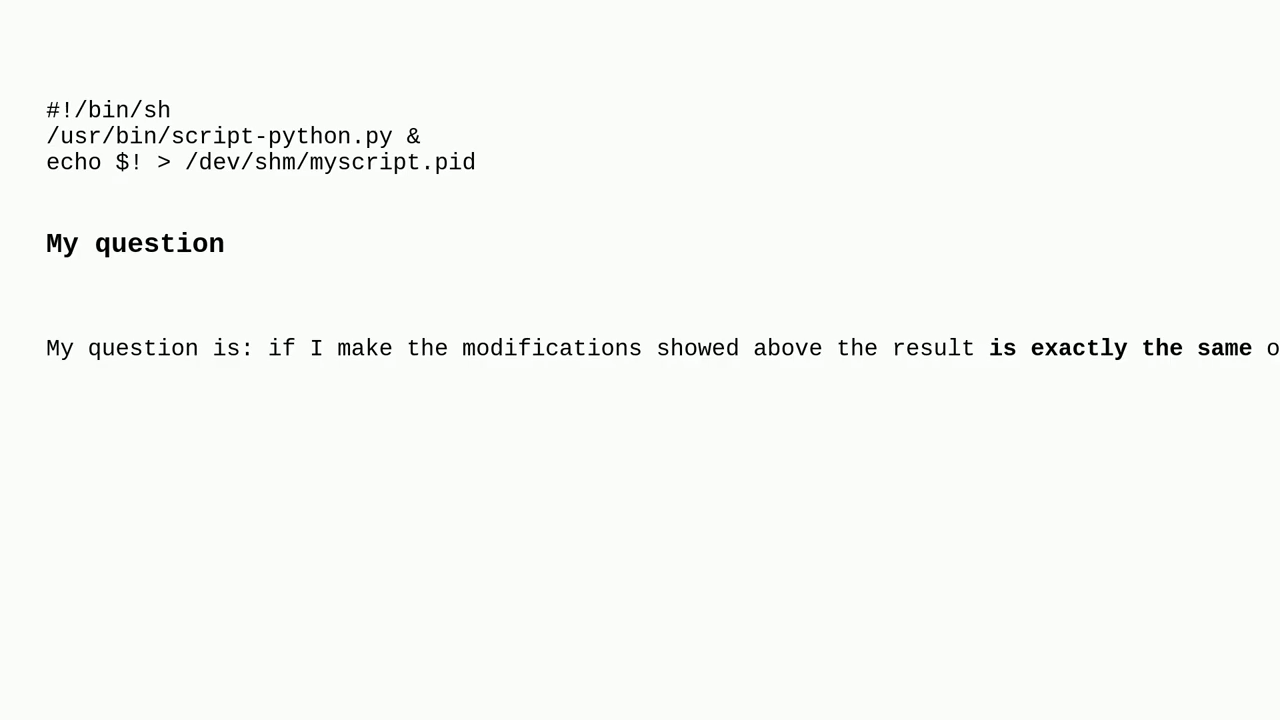 #!/bin/sh
/usr/bin/script-python.py &
echo $! > /dev/shm/myscript.pid
My question
My question is: if I make the modifications showed above the result is exactly the same